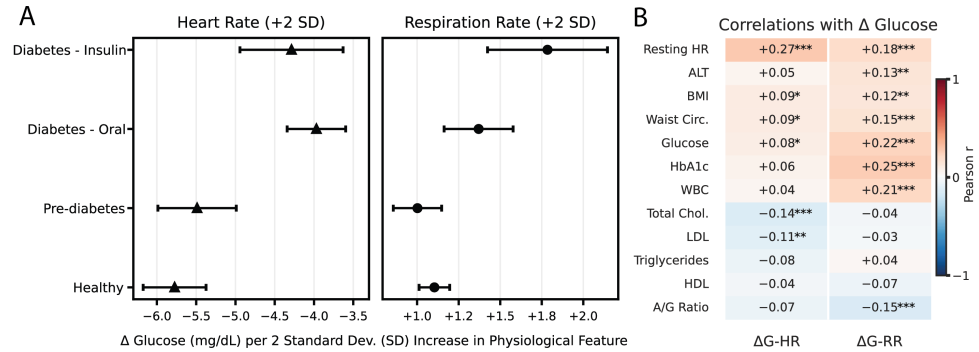 A
Heart Rate (+2 SD)
Respiration Rate (+2 SD)
Diabetes - Insulin
Diabetes - Oral
Pre-diabetes
Healthy
−6.0 −5.5 −5.0 −4.5 −4.0 −3.5
+1.0 +1.2 +1.5 +1.8 +2.0
Δ Glucose (mg/dL) per 2 Standard Dev. (SD) Increase in Physiological Feature
B
Correlations with Δ Glucose
Resting HR +0.27*** +0.18***
ALT +0.05 +0.13**
BMI +0.09* +0.12**
Waist Circ. +0.09* +0.15***
Glucose +0.08* +0.22***
HbA1c +0.06 +0.25***
WBC +0.04 +0.21***
Total Chol. −0.14*** −0.04
LDL −0.11** −0.03
Triglycerides −0.08 +0.04
HDL −0.04 −0.07
A/G Ratio −0.07 −0.15***
ΔG-HR ΔG-RR
1
0
−1
Pearson r